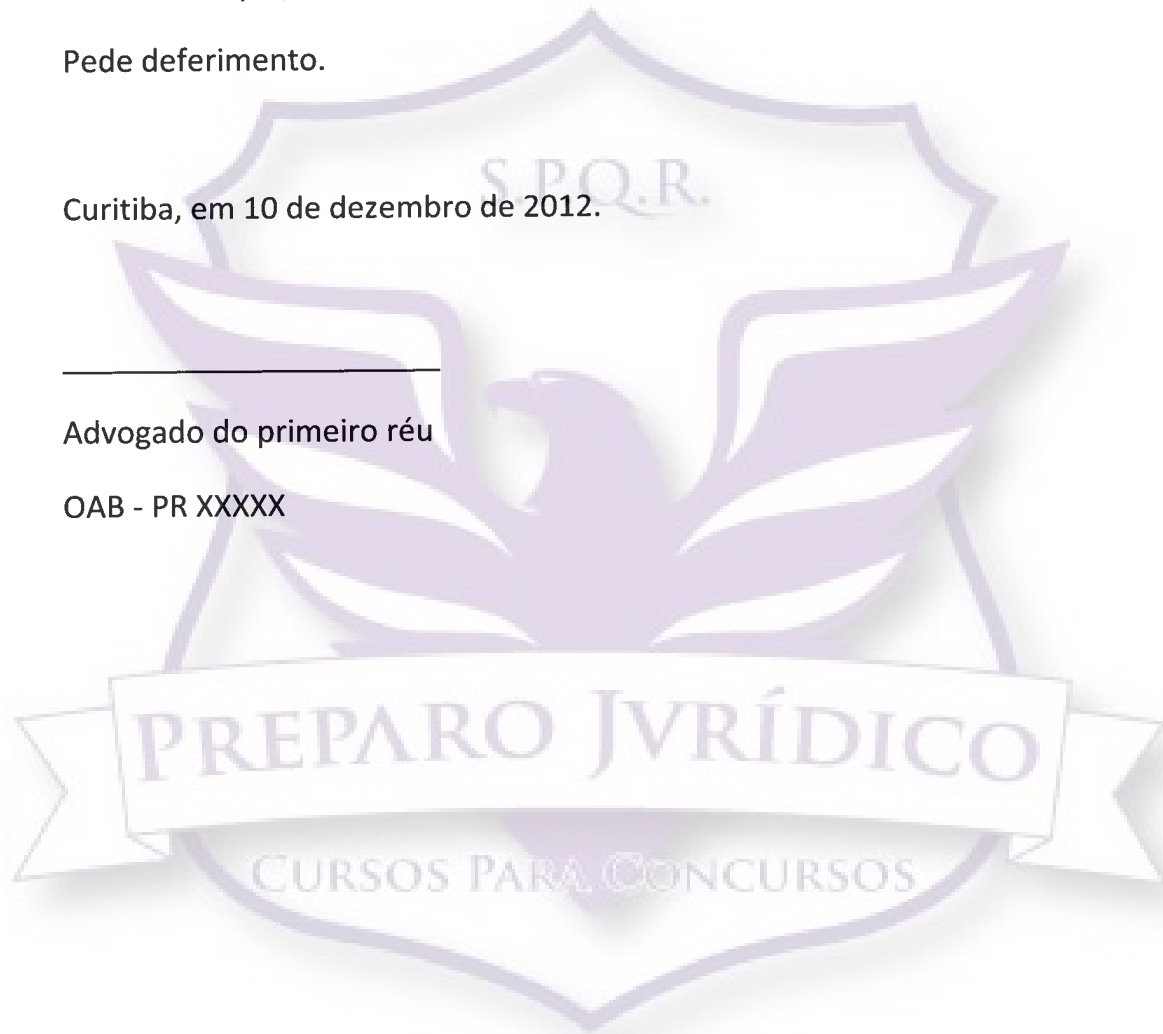 Pede deferimento.
S.P.Q.R.
Curitiba, em 10 de dezembro de 2012.
Advogado do primeiro réu
OAB - PR XXXXX
PREPARO JVRÍDICO
CURSOS PARA CONCURSOS